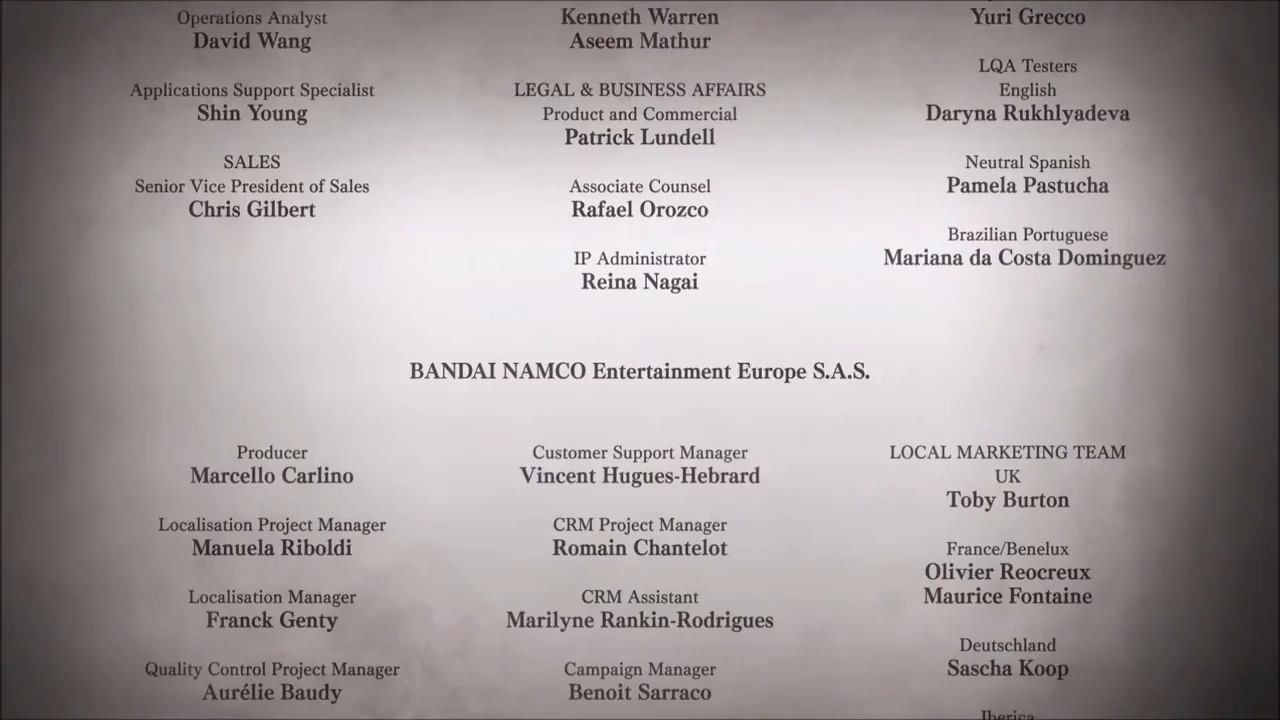 Operations Analyst
David Wang
Applications Support Specialist
Shin Young
SALES
Senior Vice President of Sales
Chris Gilbert
Kenneth Warren
Aseem Mathur
LEGAL & BUSINESS AFFAIRS
Product and Commercial
Patrick Lundell
Associate Counsel
Rafael Orozco
IP Administrator
Reina Nagai
Yuri Grecco
LQA Testers
English
Daryna Rukhlyadeva
Neutral Spanish
Pamela Pastucha
Brazilian Portuguese
Mariana da Costa Dominguez
BANDAI NAMCO Entertainment Europe S.A.S.
Producer
Marcello Carlino
Localisation Project Manager
Manuela Riboldi
Localisation Manager
Franck Genty
Quality Control Project Manager
Aurélie Baudy
Customer Support Manager
Vincent Hugues-Hebrard
CRM Project Manager
Romain Chantelot
CRM Assistant
Marilyne Rankin-Rodrigues
Campaign Manager
Benoit Sarraco
LOCAL MARKETING TEAM
UK
Toby Burton
France/Benelux
Olivier Reocreux
Maurice Fontaine
Deutschland
Sascha Koop
Iberica